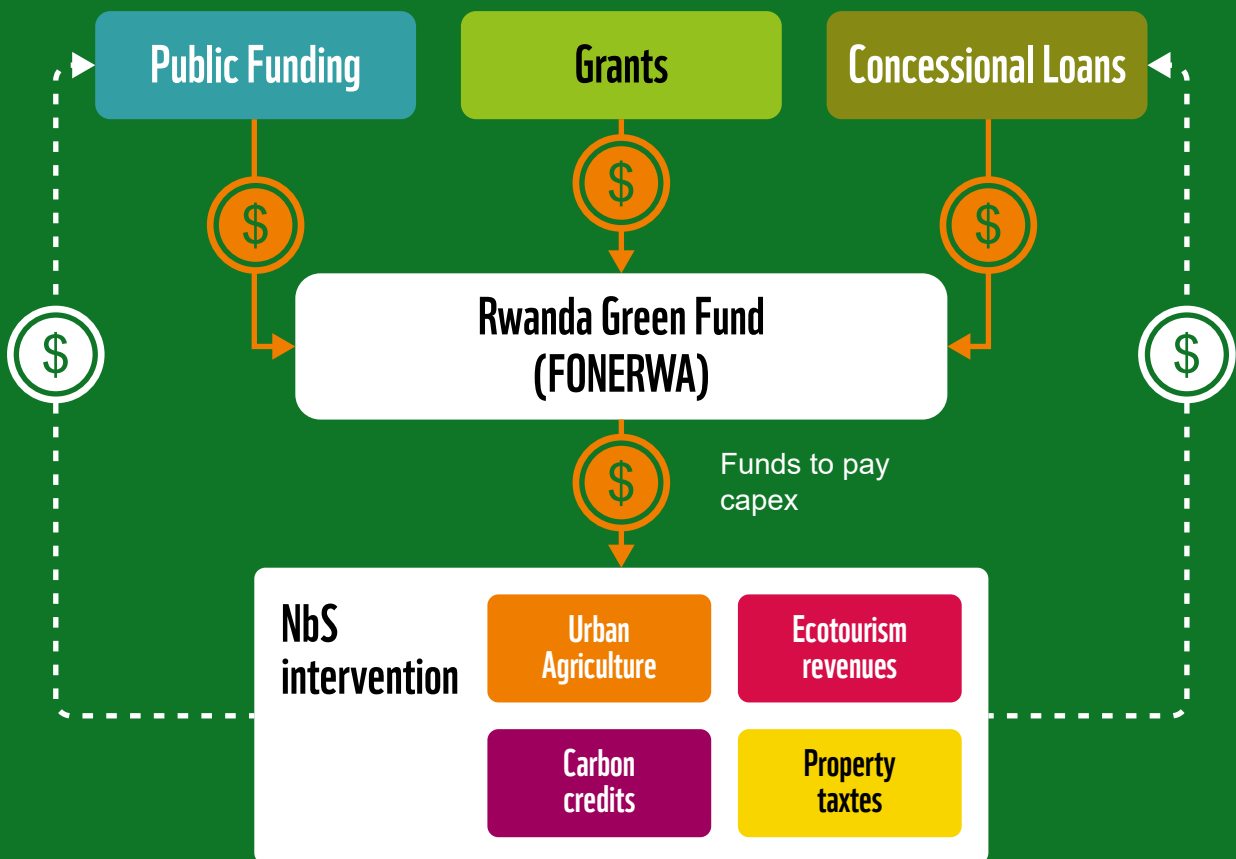 Public Funding
Grants
Concessional Loans
$
$
$
Rwanda Green Fund
(FONERWA)
$
$
$
Funds to pay
capex
NbS
intervention
Urban
Agriculture
Ecotourism
revenues
Carbon
credits
Property
taxtes